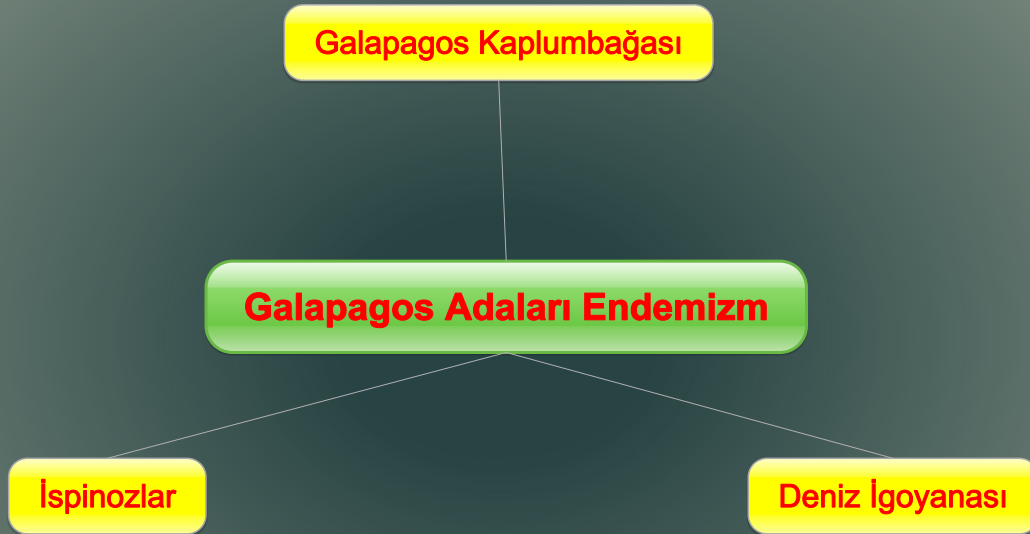 Galapagos Kaplumbağası
Galapagos Adaları Endemizm
İspinozlar
Deniz İgoyanası